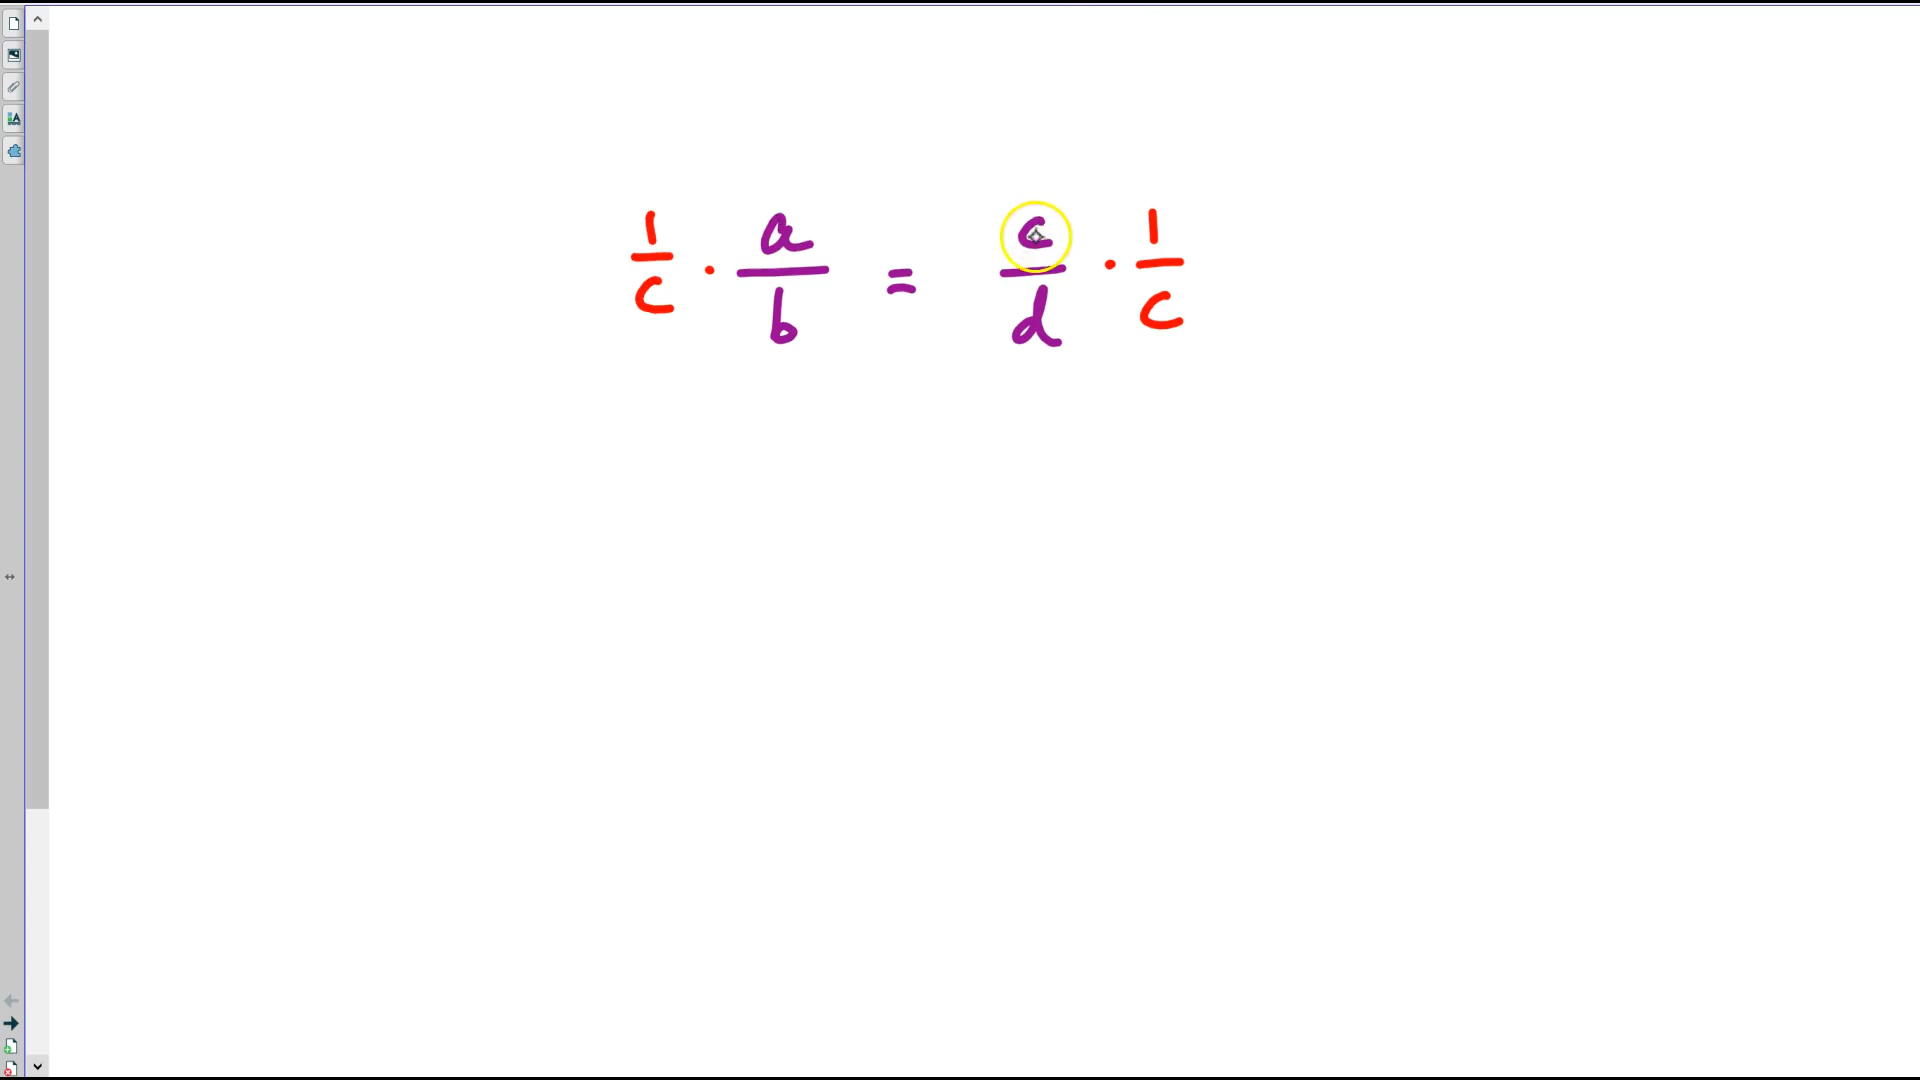 1/c · a/b = c/d · 1/c